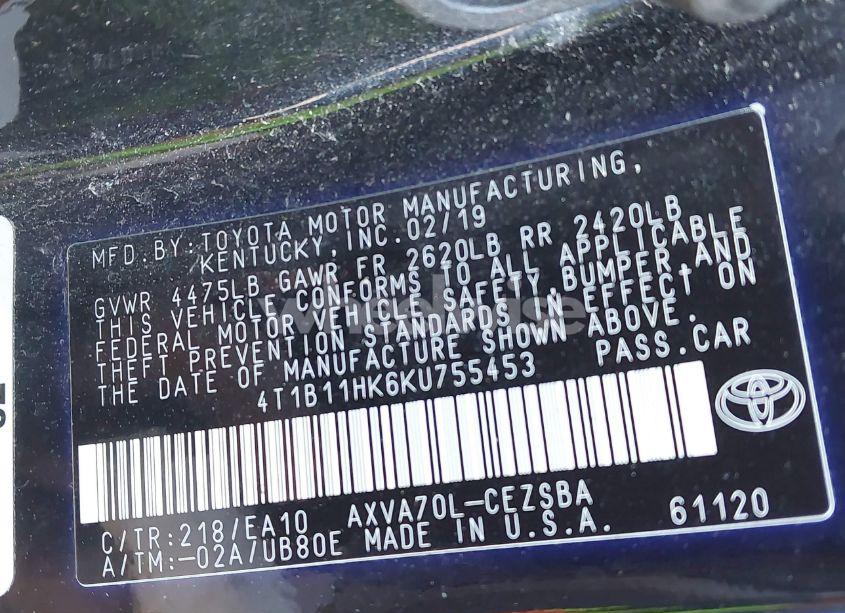 MFD. BY: TOYOTA MOTOR MANUFACTURING,
KENTUCKY, INC. 02/19
GVWR 4475LB GAWR FR 2620LB RR 2420LB
THIS VEHICLE CONFORMS TO ALL APPLICABLE
FEDERAL MOTOR VEHICLE SAFETY, BUMPER, AND
THEFT PREVENTION STANDARDS IN EFFECT ON
THE DATE OF MANUFACTURE SHOWN ABOVE.
4T1B11HK6KU755453 PASS. CAR
C/TR: 218/EA10 AXVA70L-CEZSBA
A/TM: -02A/UB80E MADE IN U.S.A. 61120